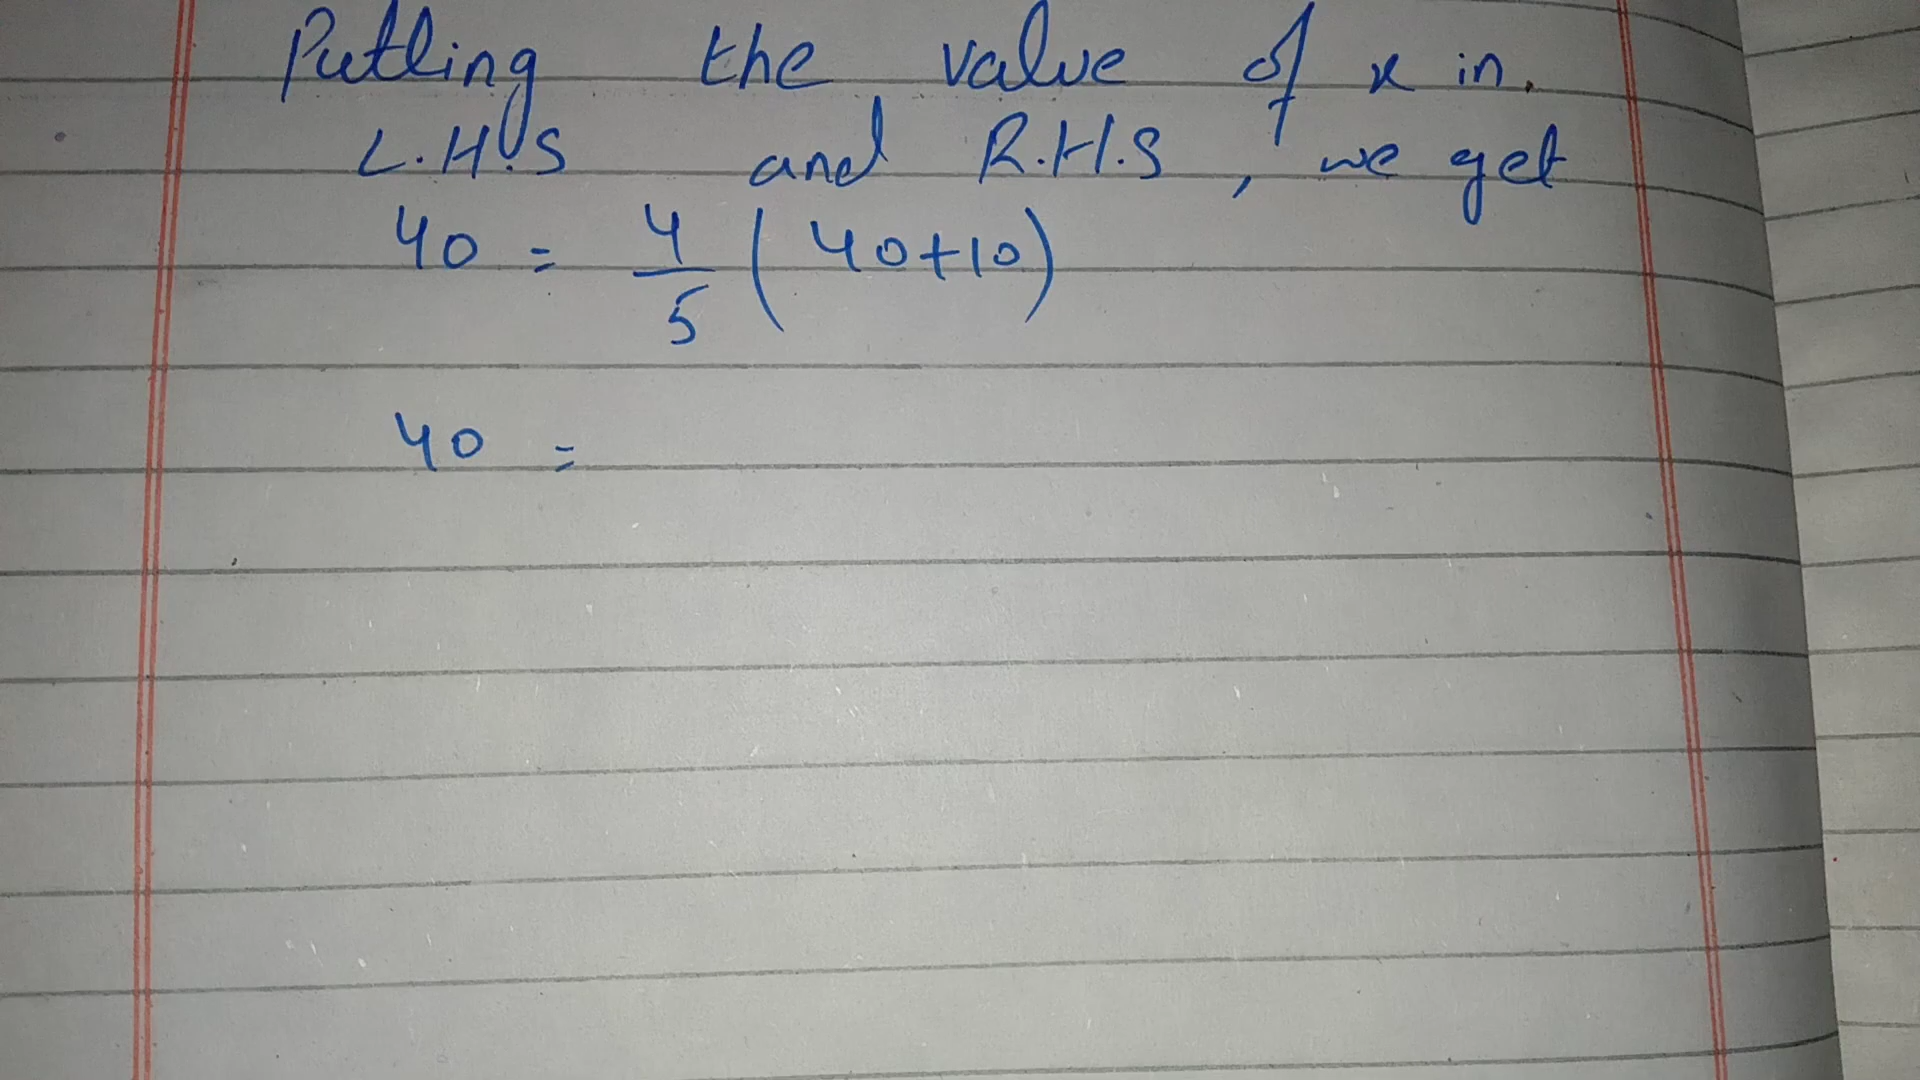 Putting the value of x in.
L.H.S and R.H.S, we get
40 = 4/5 (40+10)
40 =